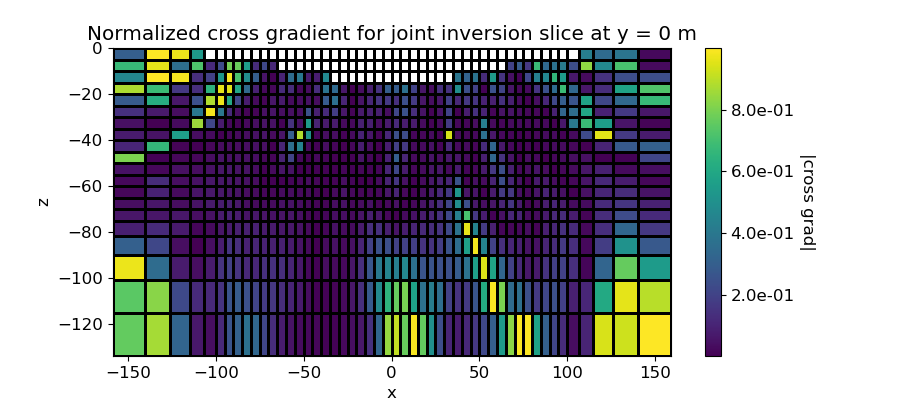 Normalized cross gradient for joint inversion slice at y = 0 m
0
−20
−40
−60
−80
−100
−120
z
−150
−100
−50
0
50
100
150
x
8.0e-01
6.0e-01
4.0e-01
2.0e-01
|cross grad|